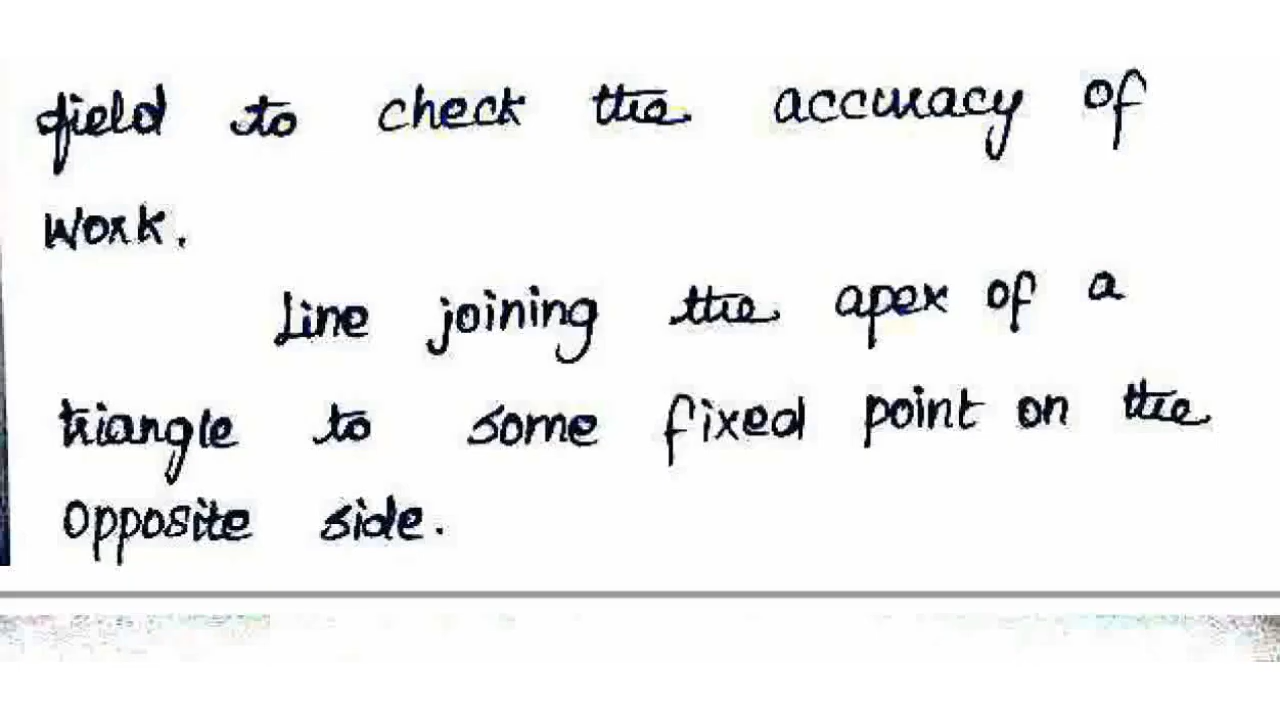 field to check the accuracy of
work.
Line joining the apex of a
triangle to some fixed point on the
opposite side.